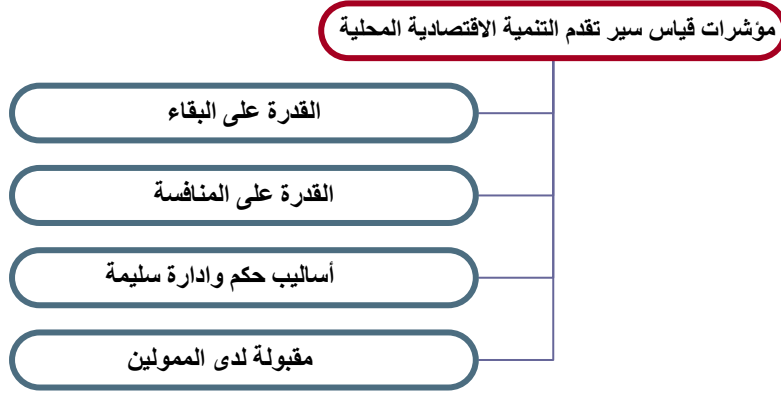 مؤشرات قياس سير تقدم التنمية الاقتصادية المحلية
القدرة على البقاء
القدرة على المنافسة
أساليب حكم وادارة سليمة
مقبولة لدى الممولين